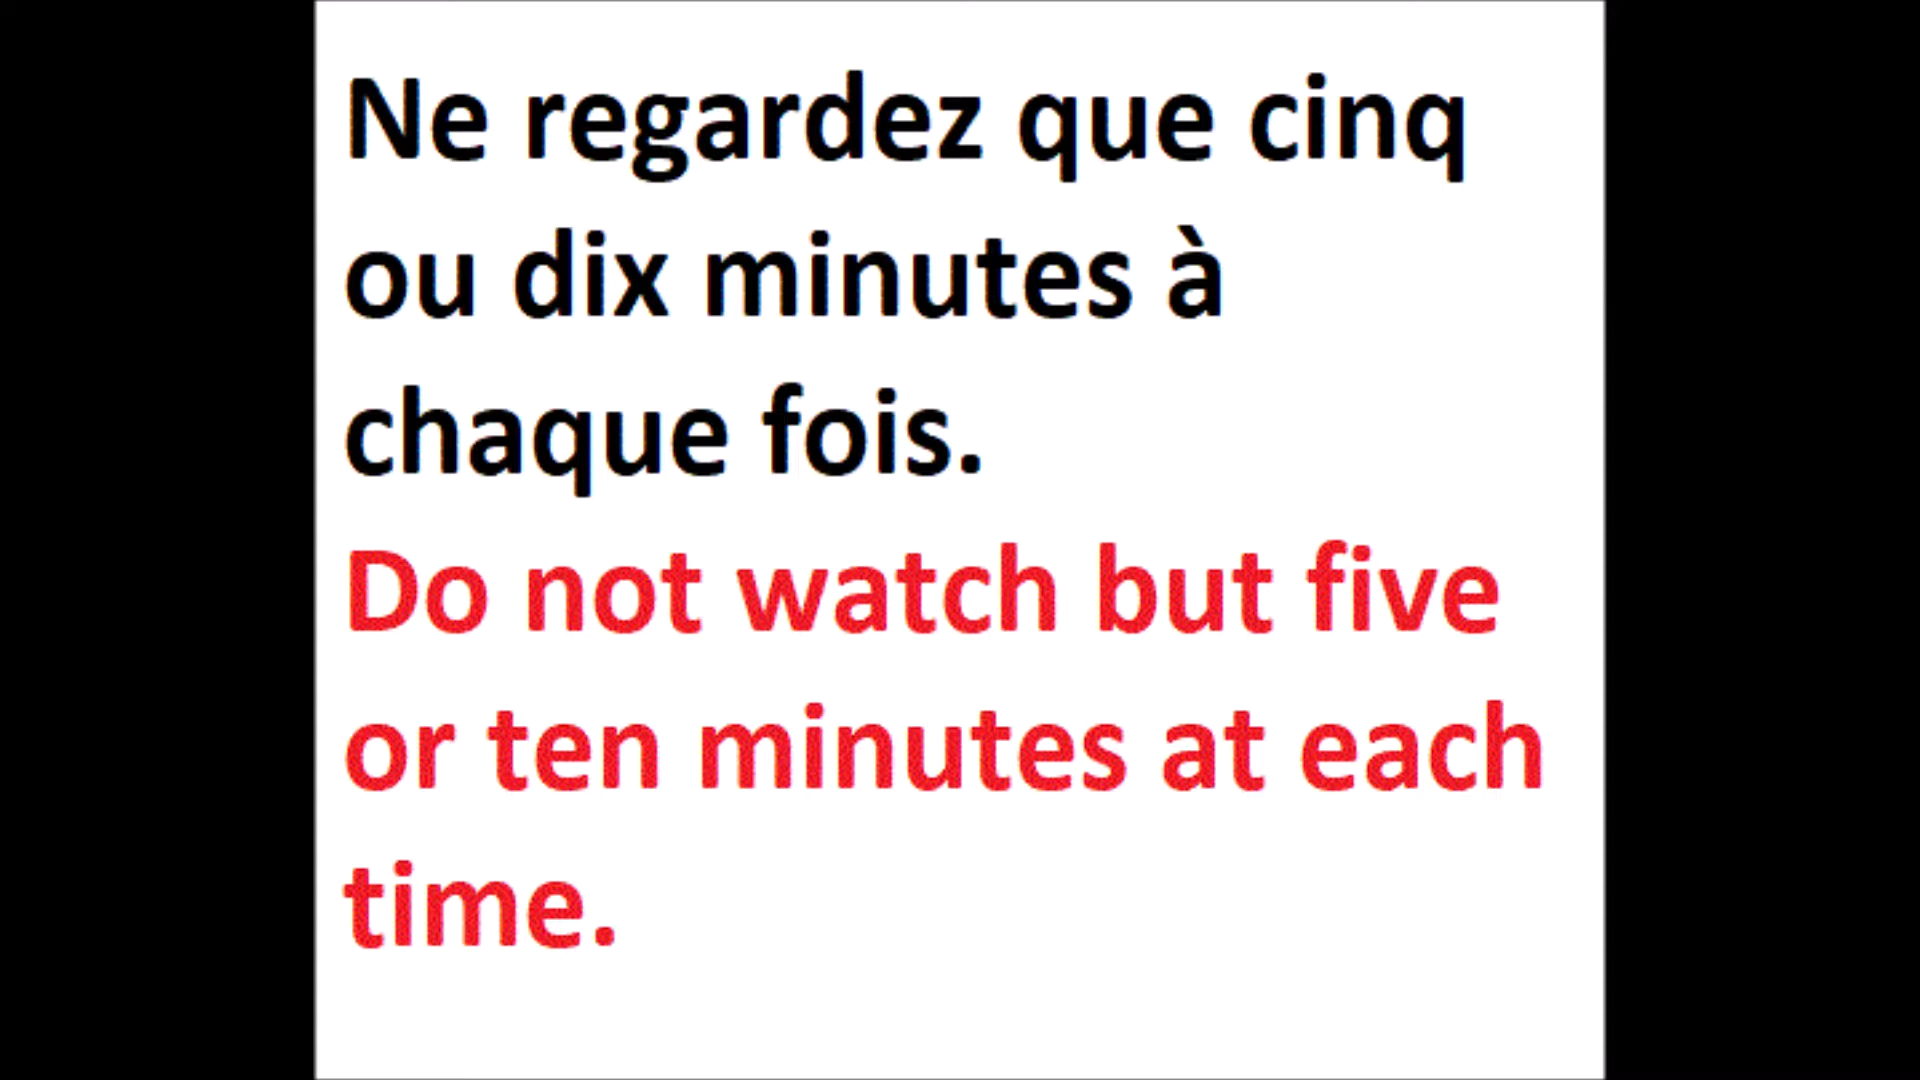 Ne regardez que cinq
ou dix minutes à
chaque fois.
Do not watch but five
or ten minutes at each
time.